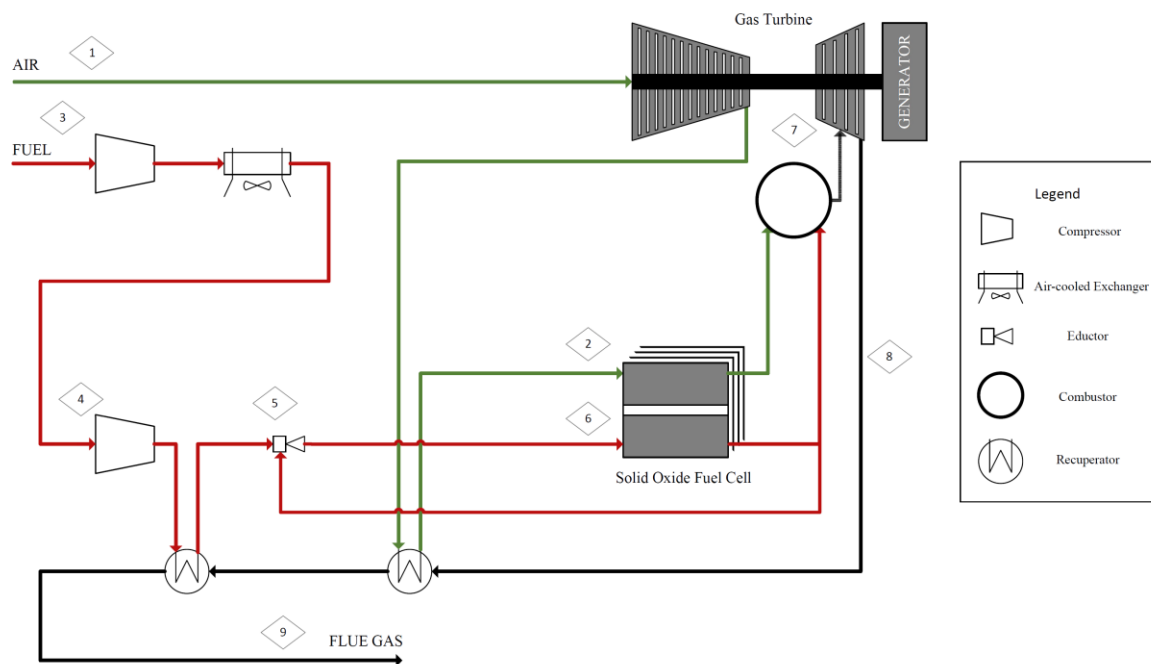 Gas Turbine
1
AIR
GENERATOR
3
7
FUEL
Legend
Compressor
Air-cooled Exchanger
2
Eductor
8
4
5
6
Combustor
Solid Oxide Fuel Cell
Recuperator
9
FLUE GAS